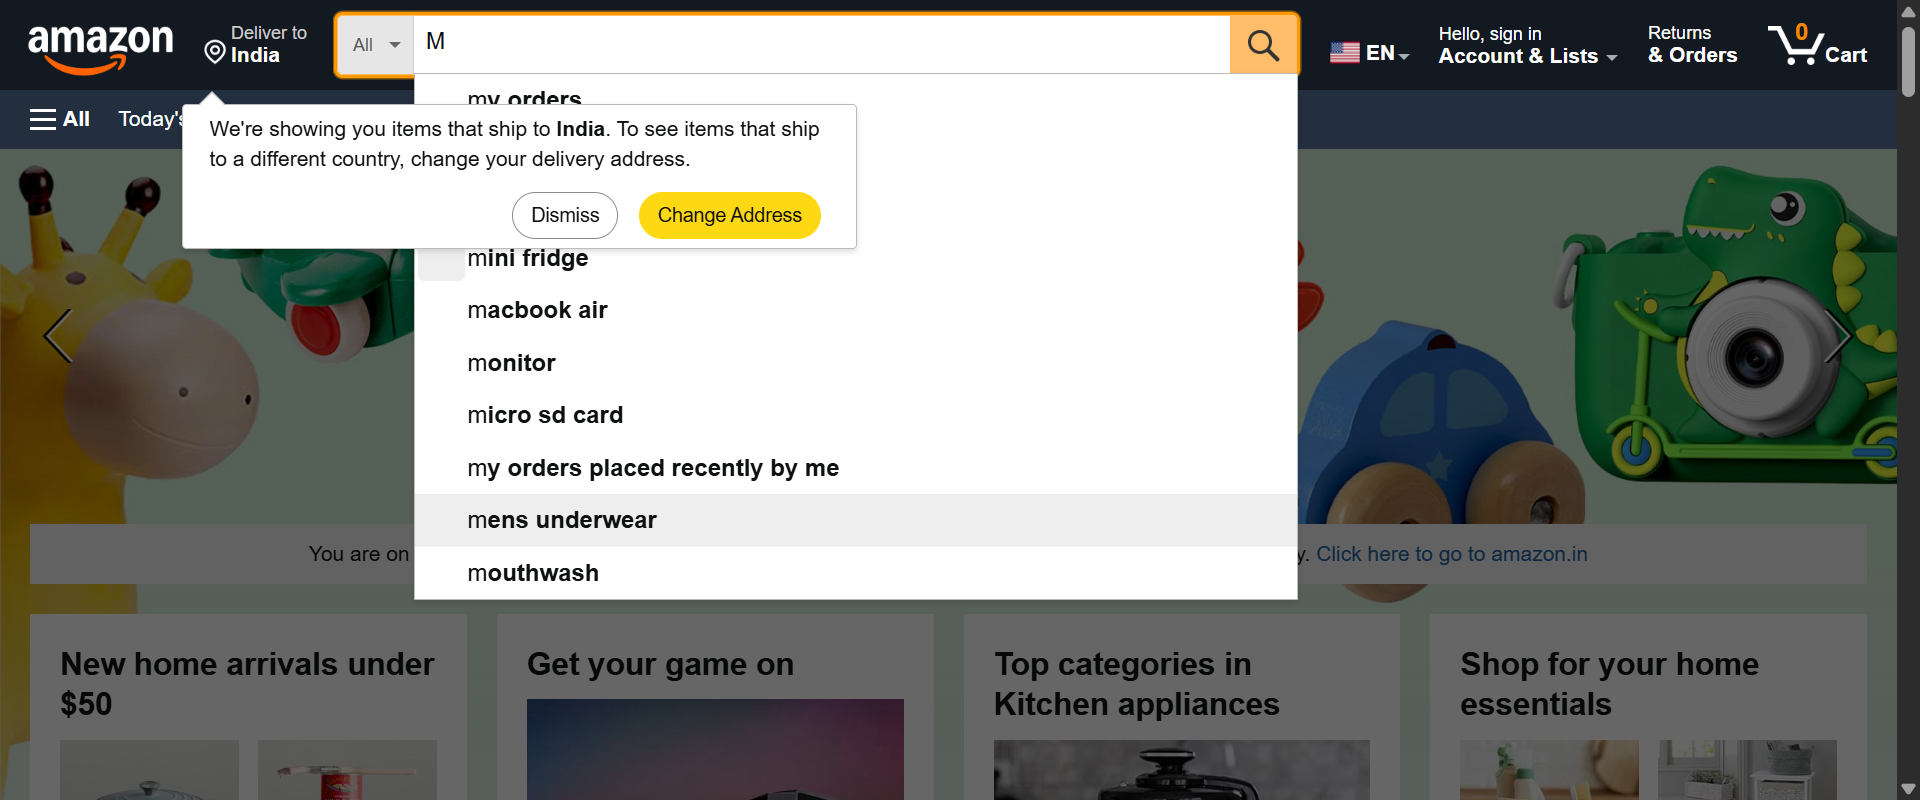 amazon
Deliver to
India
All
M
EN
Hello, sign in
Account & Lists
Returns
& Orders
0
Cart
All
Today's
my orders
We're showing you items that ship to India. To see items that ship
to a different country, change your delivery address.
Dismiss
Change Address
mini fridge
macbook air
monitor
micro sd card
my orders placed recently by me
mens underwear
mouthwash
You are on
y. Click here to go to amazon.in
New home arrivals under
$50
Get your game on
Top categories in
Kitchen appliances
Shop for your home
essentials